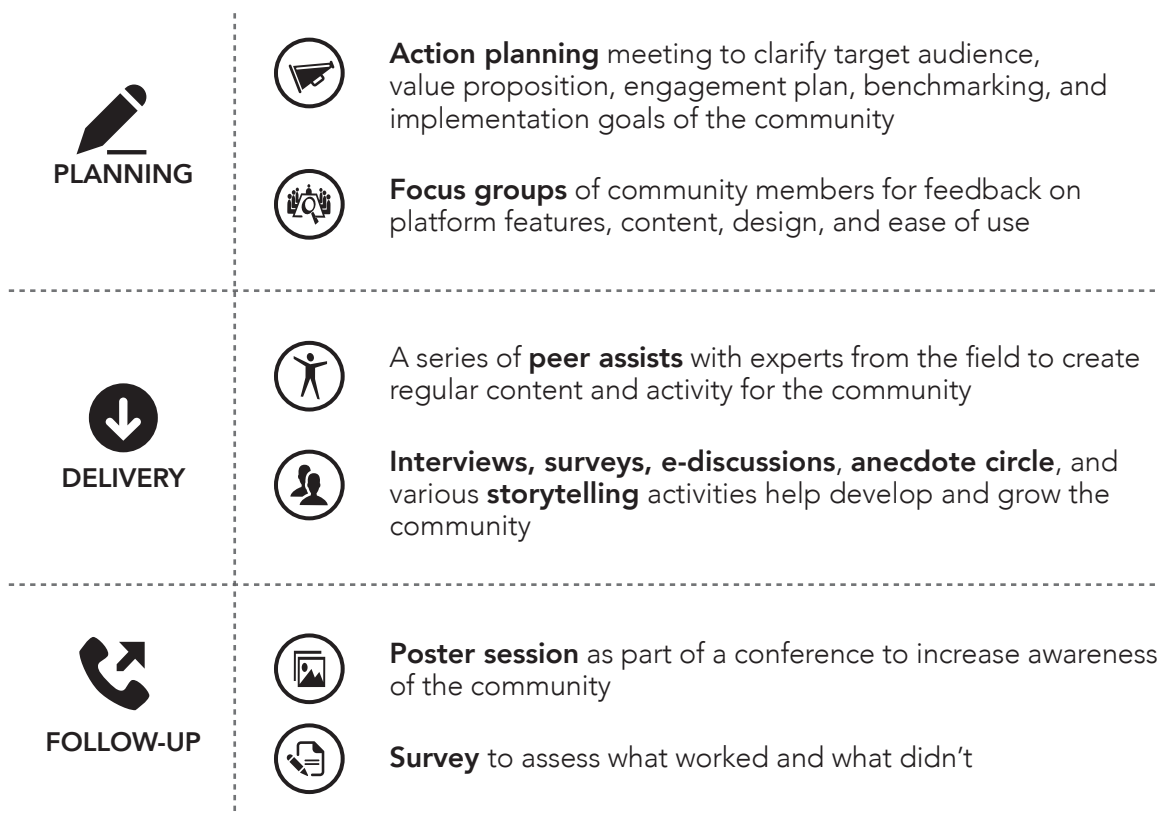 PLANNING
Action planning meeting to clarify target audience,
value proposition, engagement plan, benchmarking, and
implementation goals of the community
Focus groups of community members for feedback on
platform features, content, design, and ease of use
DELIVERY
A series of peer assists with experts from the field to create
regular content and activity for the community
Interviews, surveys, e-discussions, anecdote circle, and
various storytelling activities help develop and grow the
community
FOLLOW-UP
Poster session as part of a conference to increase awareness
of the community
Survey to assess what worked and what didn’t